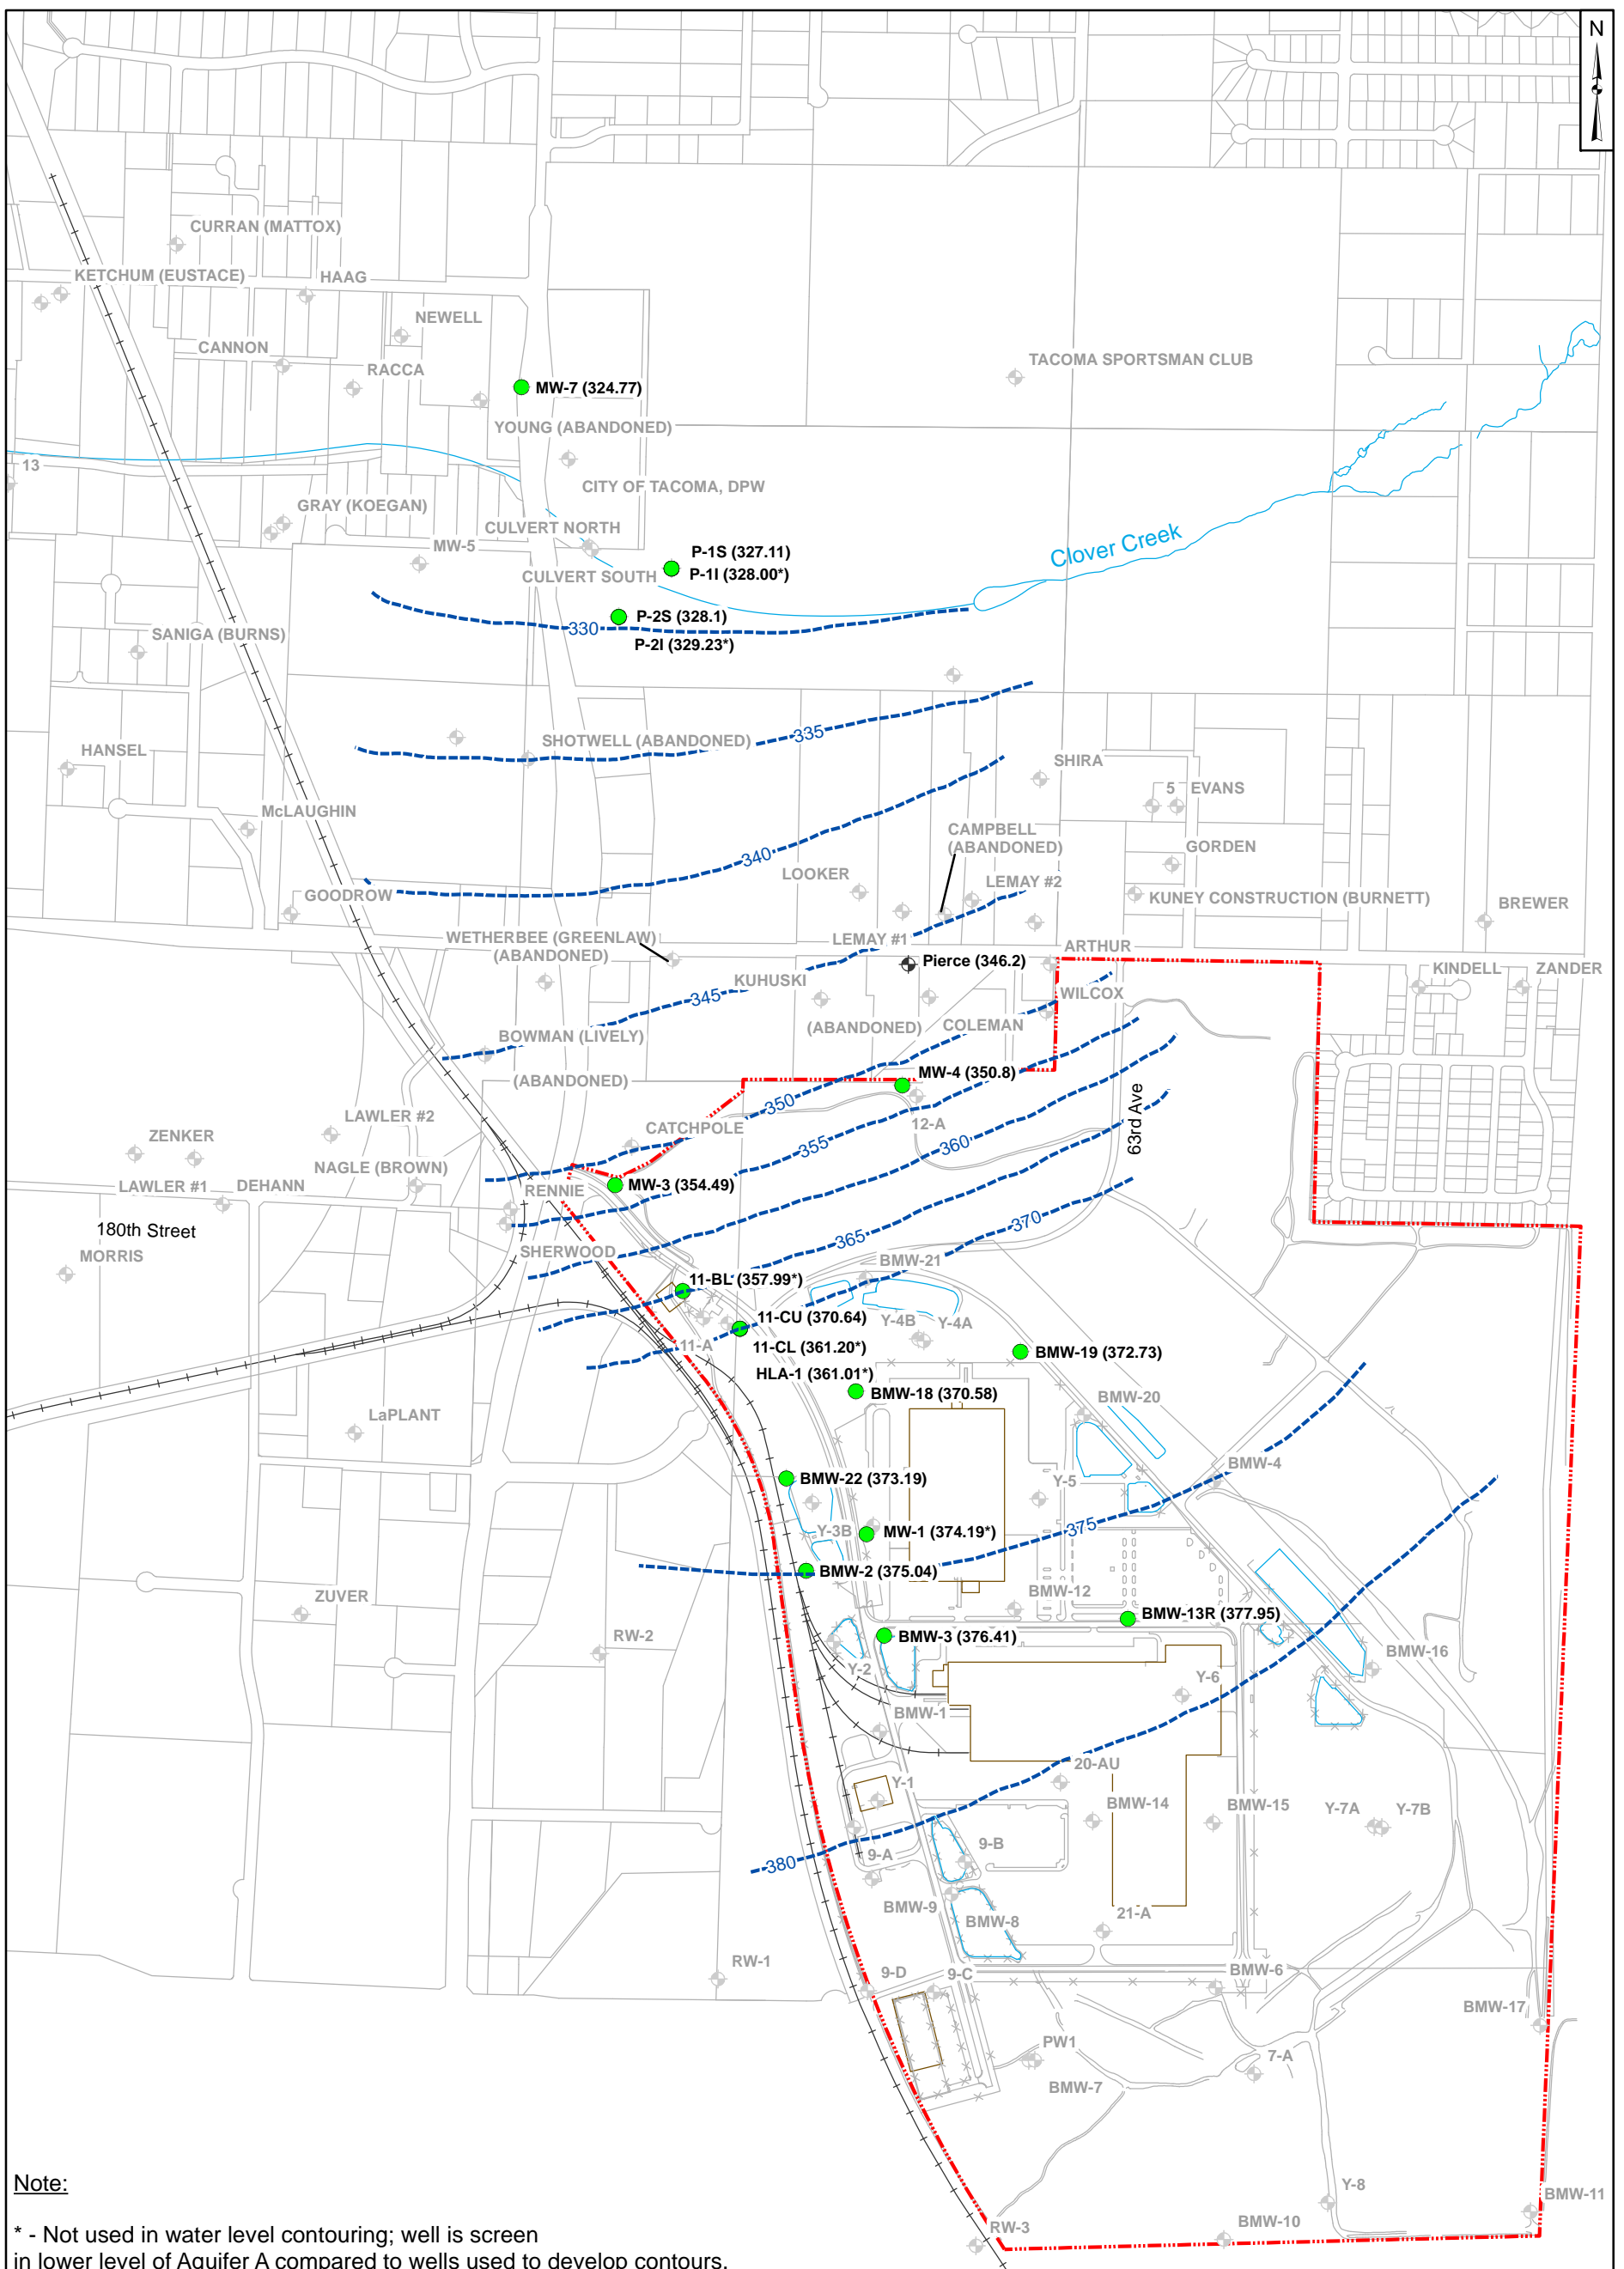 N
CURRAN (MATTOX)
KETCHUM (EUSTACE)
HAAG
NEWELL
CANNON
RACCA
TACOMA SPORTSMAN CLUB
MW-7 (324.77)
YOUNG (ABANDONED)
13
CITY OF TACOMA, DPW
GRAY (KOEGAN)
CULVERT NORTH
MW-5
Clover Creek
P-1S (327.11)
P-1I (328.00*)
CULVERT SOUTH
P-2S (328.1)
330
P-2I (329.23*)
SANIGA (BURNS)
HANSEL
SHOTWELL (ABANDONED)
335
SHIRA
5
EVANS
McLAUGHIN
CAMPBELL
(ABANDONED)
GORDEN
340
LOOKER
LEMAY #2
GOODROW
KUNEY CONSTRUCTION (BURNETT)
BREWER
WETHERBEE (GREENLAW)
(ABANDONED)
LEMAY #1
ARTHUR
Pierce (346.2)
KUHUSKI
KINDELL
ZANDER
345
WILCOX
BOWMAN (LIVELY)
(ABANDONED)
COLEMAN
(ABANDONED)
MW-4 (350.8)
350
12-A
LAWLER #2
CATCHPOLE
355
360
63rd Ave
ZENKER
NAGLE (BROWN)
LAWLER #1
DEHANN
RENNIE
MW-3 (354.49)
180th Street
370
365
MORRIS
SHERWOOD
BMW-21
11-BL (357.99*)
11-CU (370.64)
Y-4B
Y-4A
11-A
11-CL (361.20*)
BMW-19 (372.73)
HLA-1 (361.01*)
BMW-18 (370.58)
BMW-20
LaPLANT
BMW-4
BMW-22 (373.19)
Y-5
Y-3B
MW-1 (374.19*)
375
BMW-2 (375.04)
BMW-12
ZUVER
BMW-13R (377.95)
RW-2
BMW-3 (376.41)
BMW-16
Y-2
Y-6
BMW-1
20-AU
Y-1
BMW-14
BMW-15
Y-7A
Y-7B
9-B
380
9-A
BMW-9
BMW-8
21-A
RW-1
9-D
9-C
BMW-6
BMW-17
PW1
7-A
BMW-7
Note:
Y-8
BMW-11
* - Not used in water level contouring; well is screen
RW-3
BMW-10
in lower level of Aquifer A compared to wells used to develop contours.